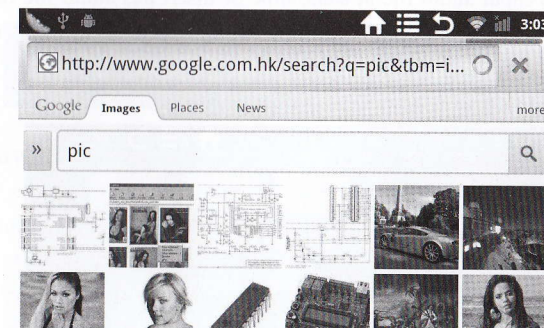 3:03
http://www.google.com.hk/search?q=pic&tbm=i...
Google Images Places News more
» pic